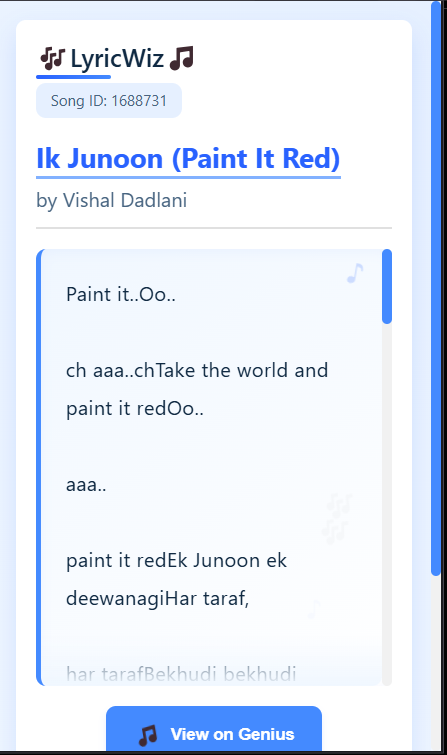 LyricWiz
Song ID: 1688731
Ik Junoon (Paint It Red)
by Vishal Dadlani
Paint it..Oo..
ch aaa..chTake the world and
paint it redOo..
aaa..
paint it redEk Junoon ek
deewanagiHar taraf,
har tarafBekhudi bekhudi
View on Genius